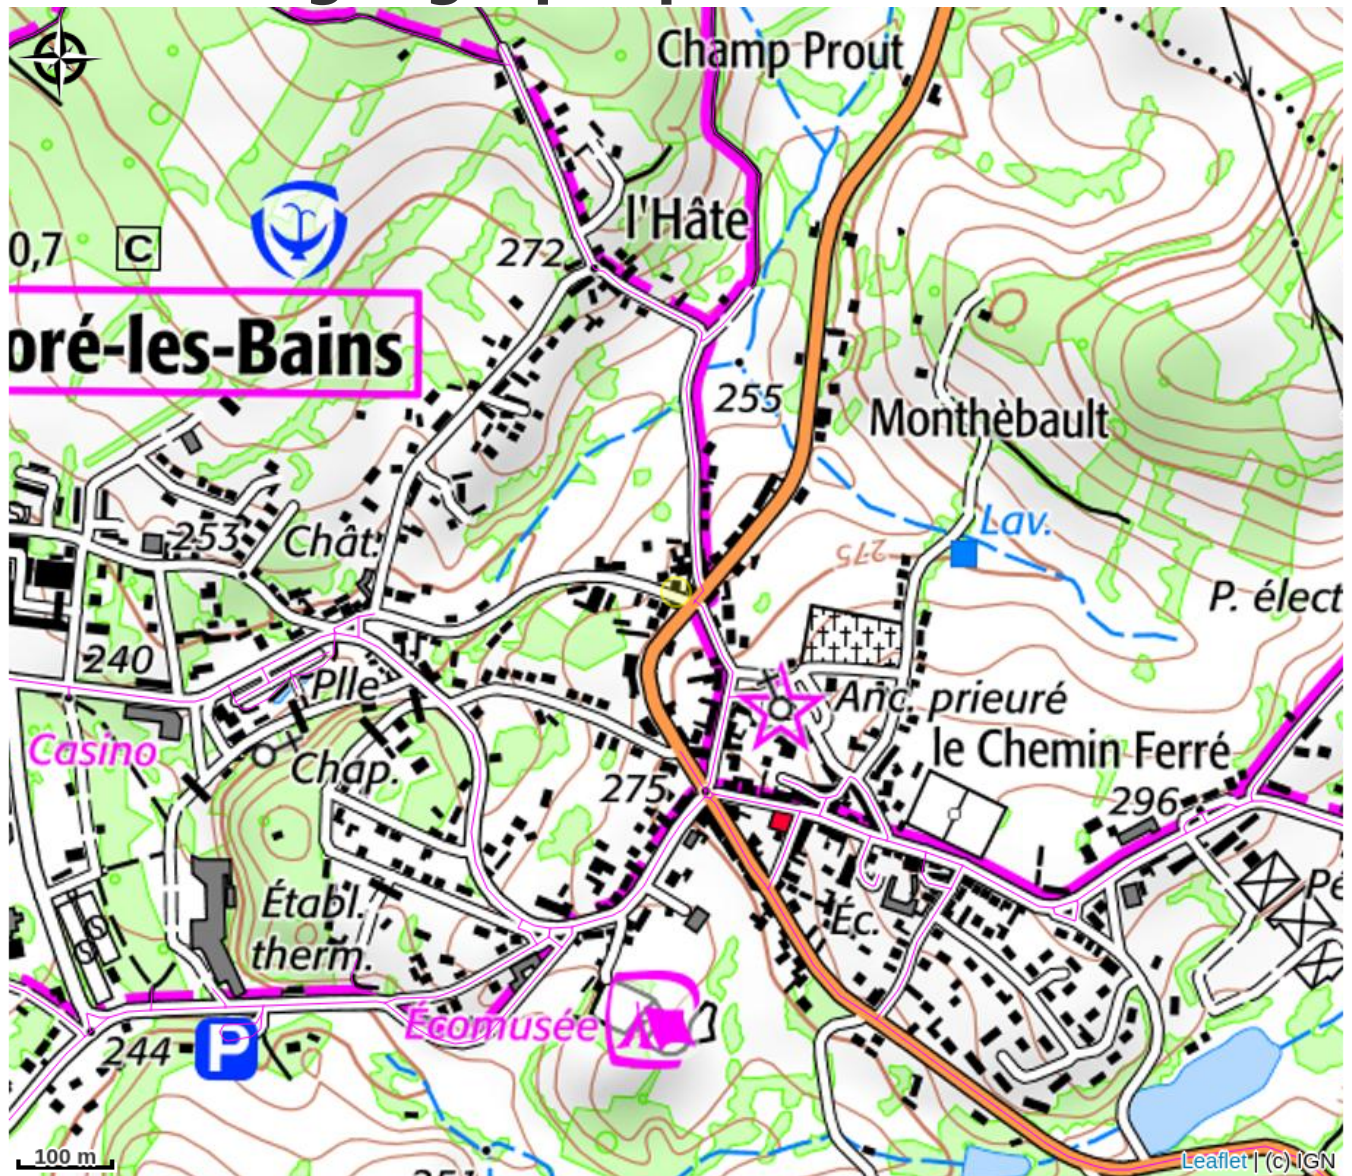 Champ Prout
l'Hâte
272
0,7
C
oré-les-Bains
255
Monthèbault
253
Chât.
Lav.
275
P. élect
240
Plle
Anc. prieuré
Casino
le Chemin Ferré
Chap.
275
296
Pé
Établ.
therm.
Éc.
S
S
Écomusée
P
244
100 m
Leaflet | (c) IGN